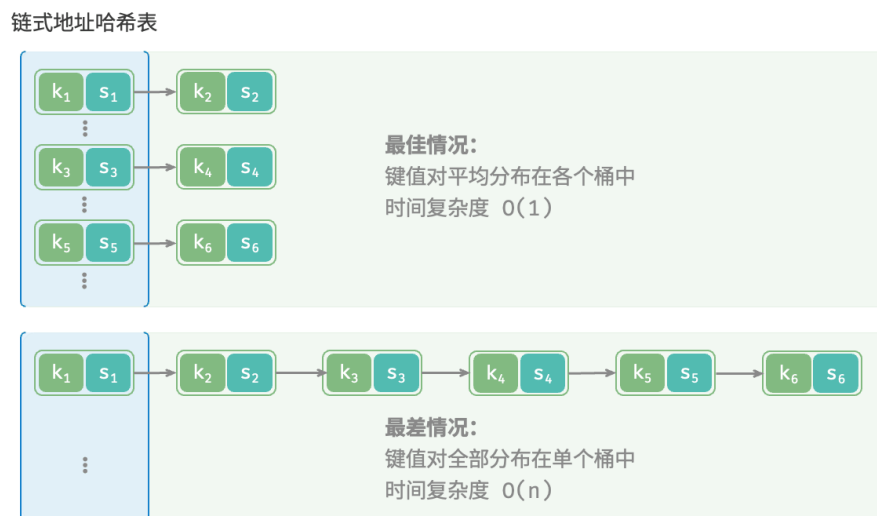 链式地址哈希表
k₁ s₁ k₂ s₂
k₃ s₃ k₄ s₄
k₅ s₅ k₆ s₆
最佳情况：
键值对平均分布在各个桶中
时间复杂度 O(1)
k₁ s₁ k₂ s₂ k₃ s₃ k₄ s₄ k₅ s₅ k₆ s₆
最差情况：
键值对全部分布在单个桶中
时间复杂度 O(n)